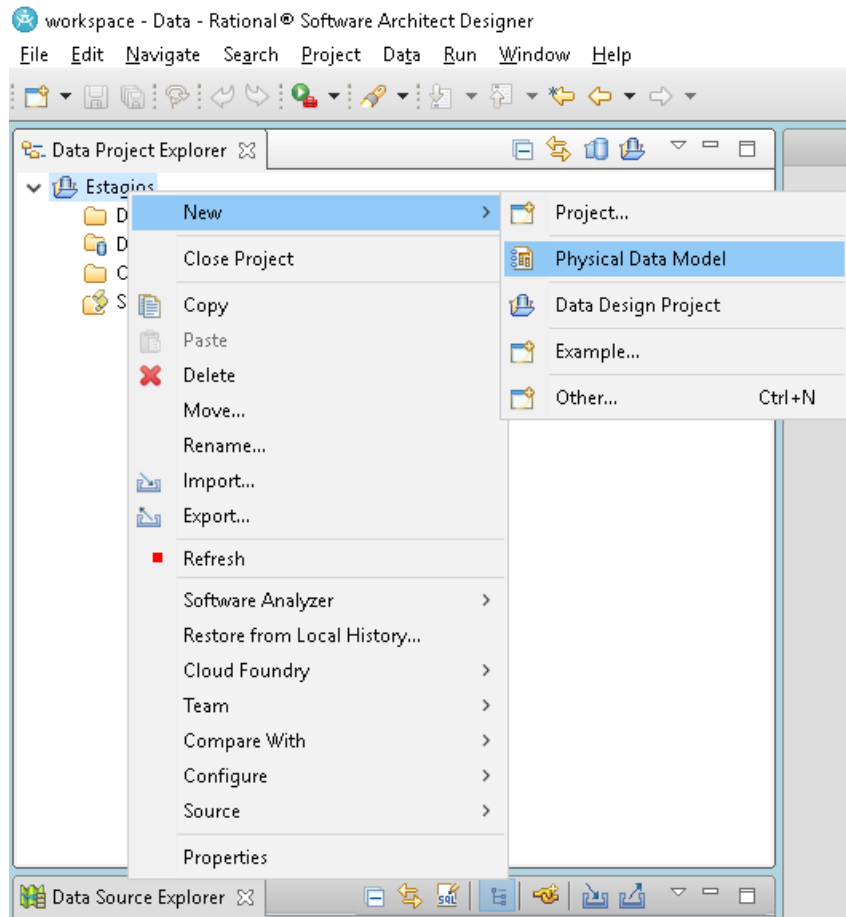 workspace - Data - Rational® Software Architect Designer
File Edit Navigate Search Project Data Run Window Help
Data Project Explorer
Estagios
D
D
C
S
New
Close Project
Copy
Paste
Delete
Move...
Rename...
Import...
Export...
Refresh
Software Analyzer
Restore from Local History...
Cloud Foundry
Team
Compare With
Configure
Source
Properties
Project...
Physical Data Model
Data Design Project
Example...
Other... Ctrl+N
Data Source Explorer